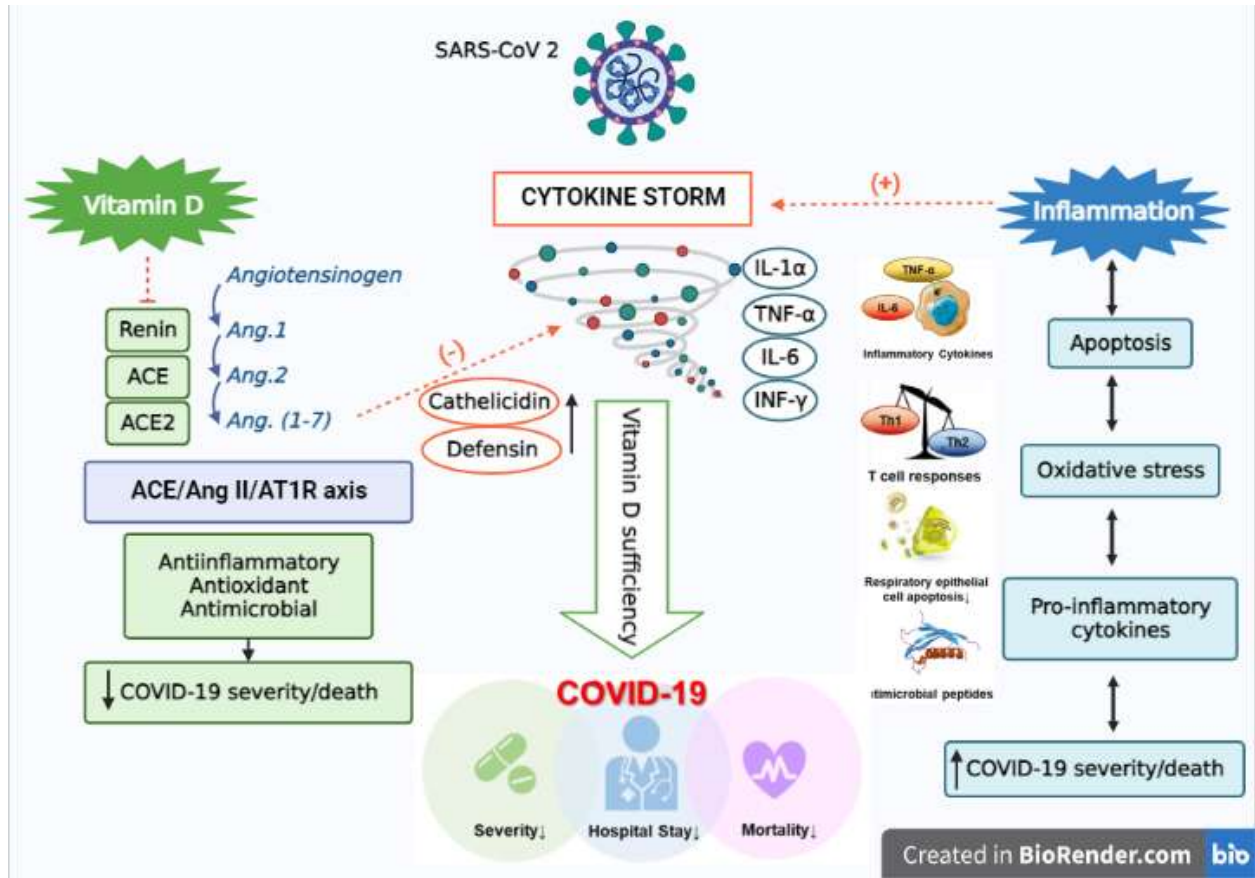 SARS-CoV 2
Vitamin D
CYTOKINE STORM
(+)
Inflammation
Angiotensinogen
Renin
Ang.1
ACE
Ang.2
ACE2
Ang. (1-7)
(-)
Cathelicidin
Defensin
IL-1α
TNF-α
IL-6
INF-γ
TNF-α
IL-6
Inflammatory Cytokines
Th1
Th2
T cell responses
Respiratory epithelial
cell apoptosis↓
timicrobial peptides
Apoptosis
Oxidative stress
Pro-inflammatory
cytokines
↑ COVID-19 severity/death
ACE/Ang II/AT1R axis
Antiinflammatory
Antioxidant
Antimicrobial
↓ COVID-19 severity/death
Vitamin D sufficiency
COVID-19
Severity↓
Hospital Stay↓
Mortality↓
Created in BioRender.com bio